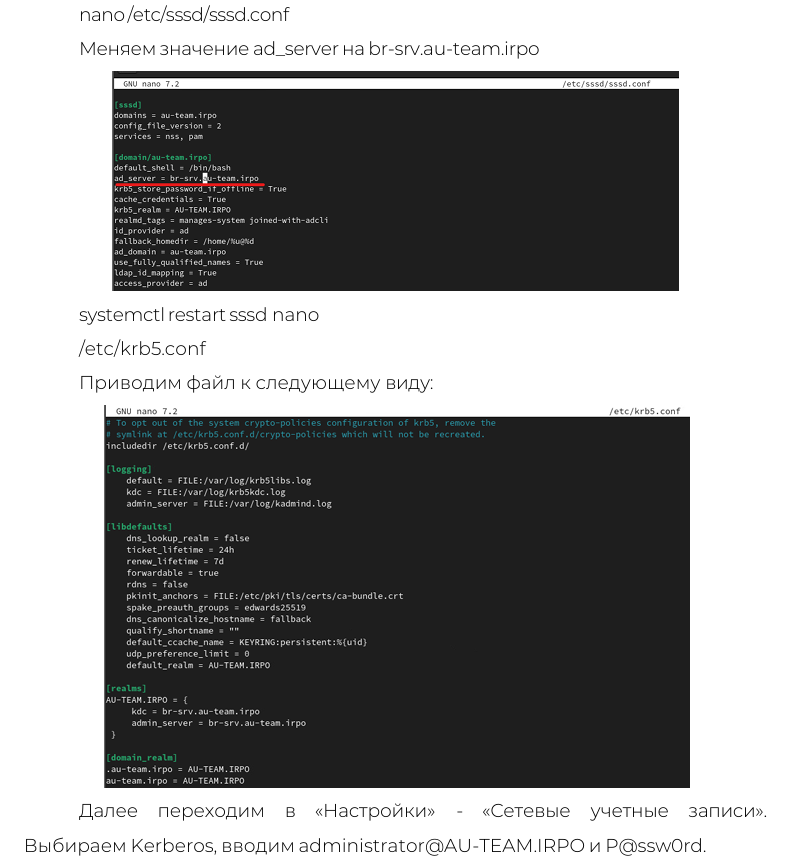 nano /etc/sssd/sssd.conf
Меняем значение ad_server на br-srv.au-team.irpo
GNU nano 7.2 /etc/sssd/sssd.conf
[sssd]
domains = au-team.irpo
config_file_version = 2
services = nss, pam
[domain/au-team.irpo]
default_shell = /bin/bash
ad_server = br-srv.au-team.irpo
krb5_store_password_if_offline = True
cache_credentials = True
krb5_realm = AU-TEAM.IRPO
realmd_tags = manages-system joined-with-adcli
id_provider = ad
fallback_homedir = /home/%u@%d
ad_domain = au-team.irpo
use_fully_qualified_names = True
ldap_id_mapping = True
access_provider = ad
systemctl restart sssd nano
/etc/krb5.conf
Приводим файл к следующему виду:
GNU nano 7.2 /etc/krb5.conf
# To opt out of the system crypto-policies configuration of krb5, remove the
# symlink at /etc/krb5.conf.d/crypto-policies which will not be recreated.
includedir /etc/krb5.conf.d/
[logging]
default = FILE:/var/log/krb5libs.log
kdc = FILE:/var/log/krb5kdc.log
admin_server = FILE:/var/log/kadmind.log
[libdefaults]
dns_lookup_realm = false
ticket_lifetime = 24h
renew_lifetime = 7d
forwardable = true
rdns = false
pkinit_anchors = FILE:/etc/pki/tls/certs/ca-bundle.crt
spake_preauth_groups = edwards25519
dns_canonicalize_hostname = fallback
qualify_shortname = ""
default_ccache_name = KEYRING:persistent:%{uid}
udp_preference_limit = 0
default_realm = AU-TEAM.IRPO
[realms]
AU-TEAM.IRPO = {
kdc = br-srv.au-team.irpo
admin_server = br-srv.au-team.irpo
}
[domain_realm]
.au-team.irpo = AU-TEAM.IRPO
au-team.irpo = AU-TEAM.IRPO
Далее переходим в «Настройки» - «Сетевые учетные записи».
Выбираем Kerberos, вводим administrator@AU-TEAM.IRPO и P@ssw0rd.